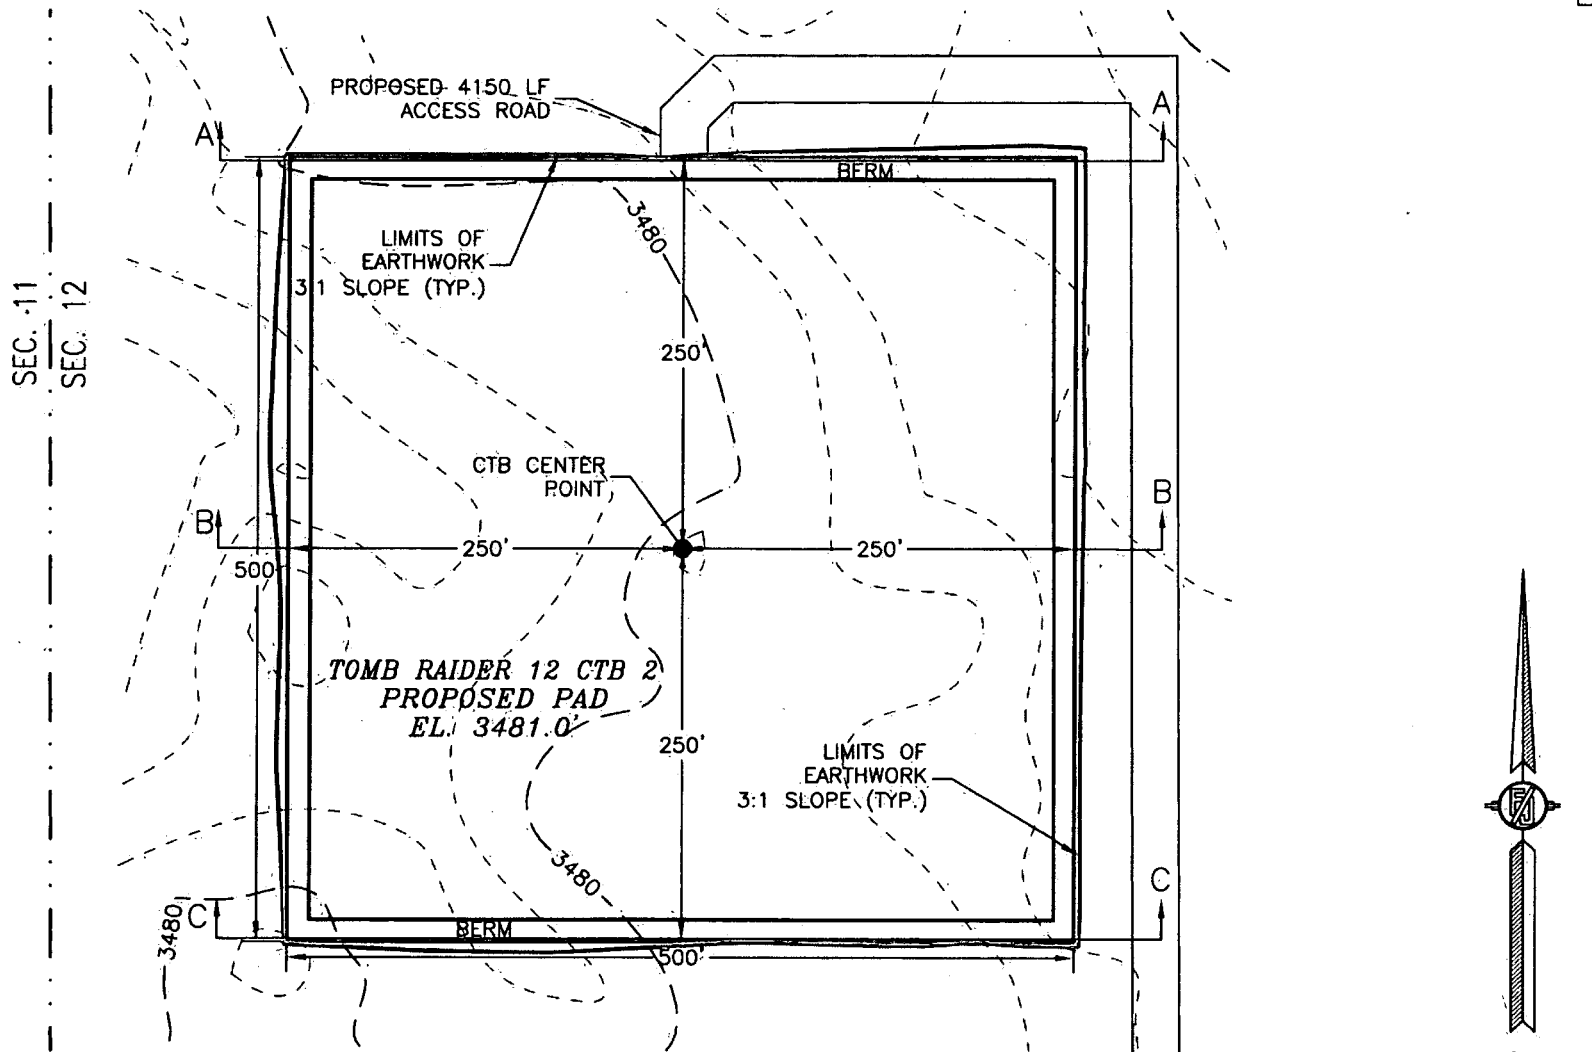 PROPOSED 4150 LF
ACCESS ROAD
A
A
BERM
3480
LIMITS OF
EARTHWORK
3:1 SLOPE (TYP.)
SEC. 11
SEC. 12
250'
CTB CENTER
POINT
B
B
250'
250'
500'
TOMB RAIDER 12 CTB 2
PROPOSED PAD
EL. 3481.0'
250'
LIMITS OF
EARTHWORK
3:1 SLOPE (TYP.)
3480
C
C
3480
BERM
500'